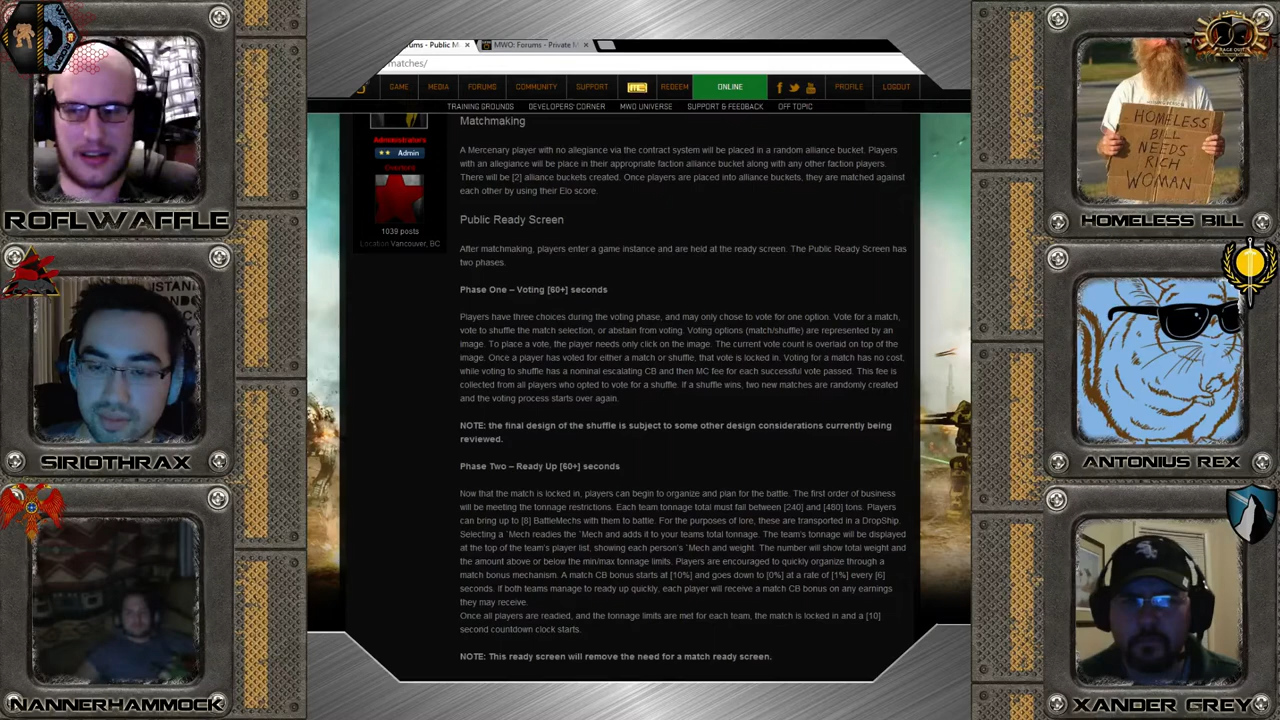 ROFLWAFFLE
SIRIOTHRAX
NANNERHAMMOCK
ums - Public M
MWO: Forums - Private M
matches/
GAME
MEDIA
FORUMS
COMMUNITY
SUPPORT
REDEEM
ONLINE
PROFILE
LOGOUT
TRAINING GROUNDS
DEVELOPERS' CORNER
MWO UNIVERSE
SUPPORT & FEEDBACK
OFF TOPIC
Administrators
Admin
1039 posts
Location Vancouver, BC
Matchmaking
A Mercenary player with no allegiance via the contract system will be placed in a random alliance bucket. Players
with an allegiance will be place in their appropriate faction alliance bucket along with any other faction players.
There will be [2] alliance buckets created. Once players are placed into alliance buckets, they are matched against
each other by using their Elo score.
Public Ready Screen
After matchmaking, players enter a game instance and are held at the ready screen. The Public Ready Screen has
two phases.
Phase One – Voting [60+] seconds
Players have three choices during the voting phase, and may only chose to vote for one option. Vote for a match,
vote to shuffle the match selection, or abstain from voting. Voting options (match/shuffle) are represented by an
image. To place a vote, the player needs only click on the image. The current vote count is overlaid on top of the
image. Once a player has voted for either a match or shuffle, that vote is locked in. Voting for a match has no cost,
while voting to shuffle has a nominal escalating CB and then MC fee for each successful vote passed. This fee is
collected from all players who opted to vote for a shuffle. If a shuffle wins, two new matches are randomly created
and the voting process starts over again.
NOTE: the final design of the shuffle is subject to some other design considerations currently being
reviewed.
Phase Two – Ready Up [60+] seconds
Now that the match is locked in, players can begin to organize and plan for the battle. The first order of business
will be meeting the tonnage restrictions. Each team tonnage total must fall between [240] and [480] tons. Players
can bring up to [8] BattleMechs with them to battle. For the purposes of lore, these are transported in a DropShip.
Selecting a `Mech readies the `Mech and adds it to your teams total tonnage. The team's tonnage will be displayed
at the top of the team's player list, showing each person's `Mech and weight. The number will show total weight and
the amount above or below the min/max tonnage limits. Players are encouraged to quickly organize through a
match bonus mechanism. A match CB bonus starts at [10%] and goes down to [0%] at a rate of [1%] every [6]
seconds. If both teams manage to ready up quickly, each player will receive a match CB bonus on any earnings
they may receive.
Once all players are readied, and the tonnage limits are met for each team, the match is locked in and a [10]
second countdown clock starts.
NOTE: This ready screen will remove the need for a match ready screen.
HOMELESS
BILL
NEEDS
RICH
WOMAN
HOMELESS BILL
ANTONIUS REX
XANDER GREY